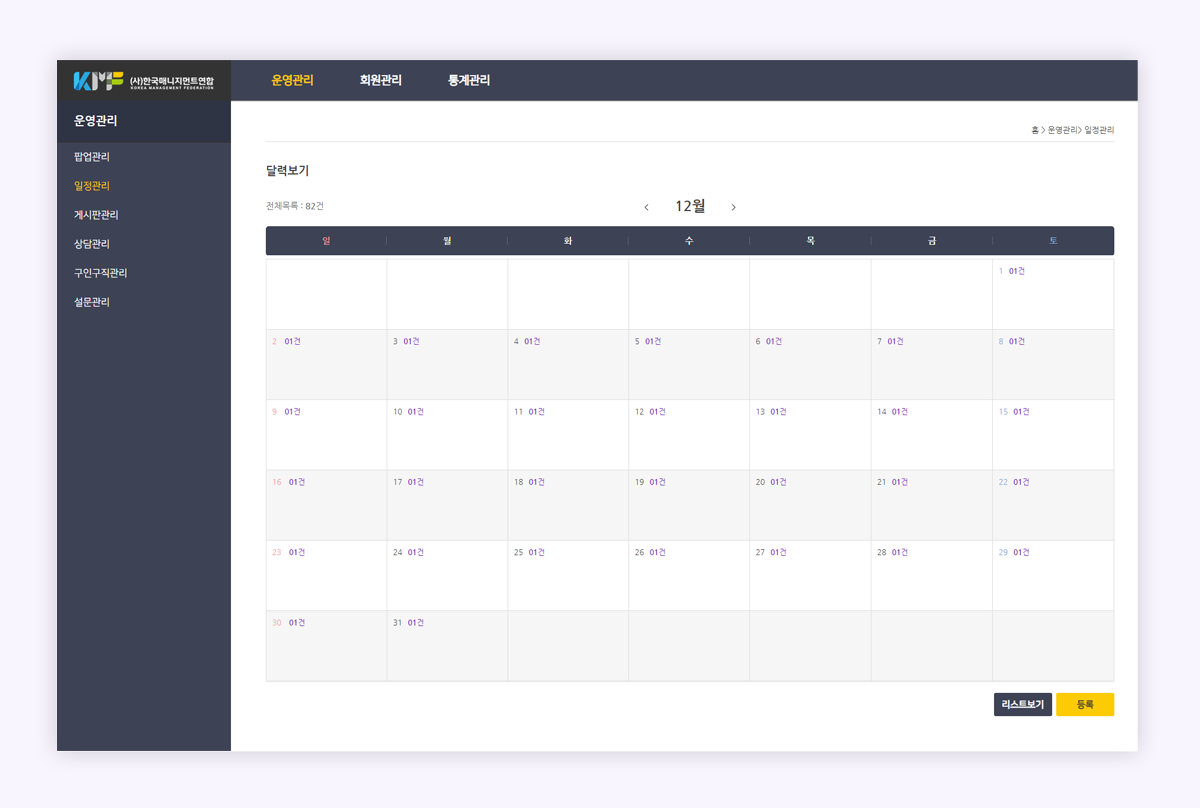 KMF (사)한국매니지먼트연합
KOREA MANAGEMENT FEDERATION
운영관리 회원관리 통계관리
운영관리
팝업관리
일정관리
게시판관리
상담관리
구인구직관리
설문관리
홈 > 운영관리> 일정관리
달력보기
전체목록 : 82건
< 12월 >
일 월 화 수 목 금 토
1 01건
2 01건 3 01건 4 01건 5 01건 6 01건 7 01건 8 01건
9 01건 10 01건 11 01건 12 01건 13 01건 14 01건 15 01건
16 01건 17 01건 18 01건 19 01건 20 01건 21 01건 22 01건
23 01건 24 01건 25 01건 26 01건 27 01건 28 01건 29 01건
30 01건 31 01건
리스트보기 등록